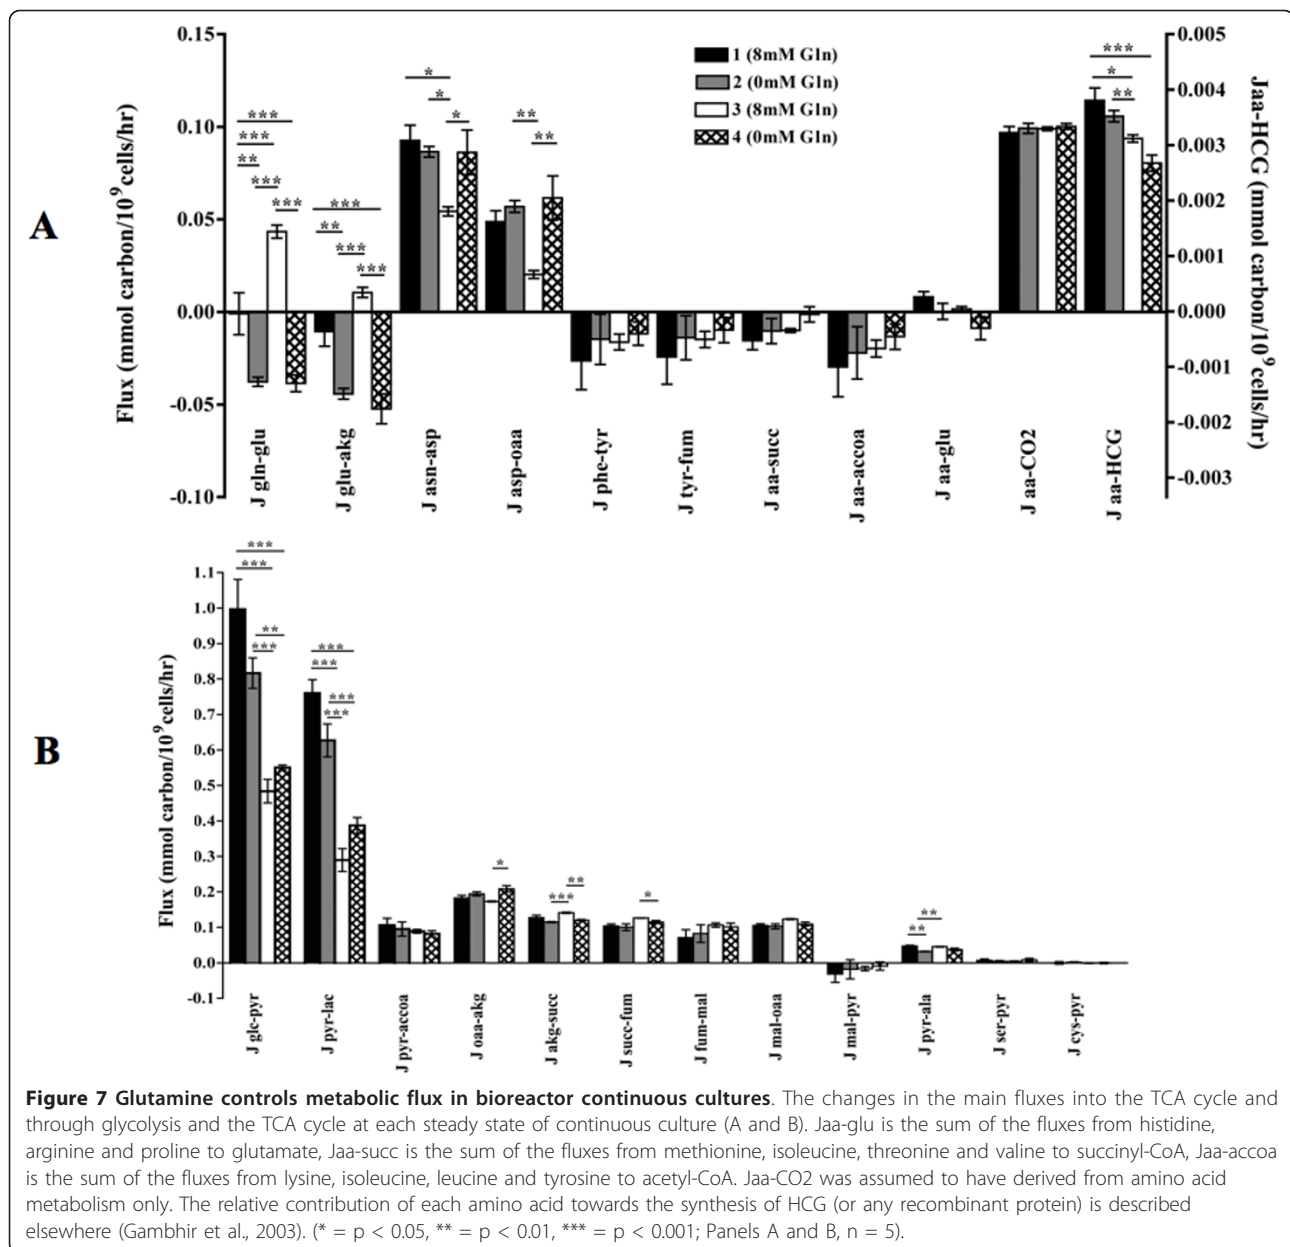 A
0.15
0.10
0.05
0.00
-0.05
-0.10
Flux (mmol carbon/10^9 cells/hr)
1 (8mM Gln)
2 (0mM Gln)
3 (8mM Gln)
4 (0mM Gln)
0.005
0.004
0.003
0.002
0.001
0.000
-0.001
-0.002
-0.003
Jaa-HCG (mmol carbon/10^9 cells/hr)
***
***
**
***
***
***
**
***
***
*
*
*
**
**
***
*
**
J gln-glu
J glu-akg
J asn-asp
J asp-oaa
J phe-tyr
J tyr-fum
J aa-succ
J aa-accoa
J aa-glu
J aa-CO2
J aa-HCG
B
1.1
1.0
0.9
0.8
0.7
0.6
0.5
0.4
0.3
0.2
0.1
0.0
-0.1
Flux (mmol carbon/10^9 cells/hr)
***
***
**
***
***
***
***
***
*
**
***
*
**
**
J glc-pyr
J pyr-lac
J pyr-accoa
J oaa-akg
J akg-succ
J succ-fum
J fum-mal
J mal-oaa
J mal-pyr
J pyr-ala
J ser-pyr
J cys-pyr
Figure 7 Glutamine controls metabolic flux in bioreactor continuous cultures. The changes in the main fluxes into the TCA cycle and
through glycolysis and the TCA cycle at each steady state of continuous culture (A and B). Jaa-glu is the sum of the fluxes from histidine,
arginine and proline to glutamate, Jaa-succ is the sum of the fluxes from methionine, isoleucine, threonine and valine to succinyl-CoA, Jaa-accoa
is the sum of the fluxes from lysine, isoleucine, leucine and tyrosine to acetyl-CoA. Jaa-CO2 was assumed to have derived from amino acid
metabolism only. The relative contribution of each amino acid towards the synthesis of HCG (or any recombinant protein) is described
elsewhere (Gambhir et al., 2003). (* = p < 0.05, ** = p < 0.01, *** = p < 0.001; Panels A and B, n = 5).